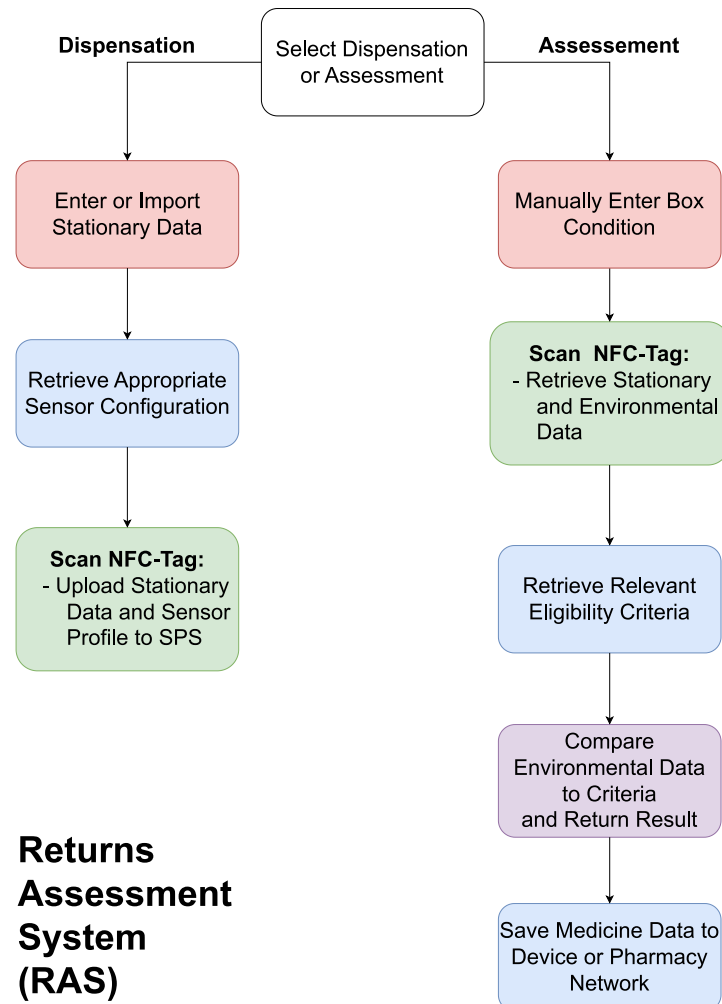 Dispensation
Select Dispensation
or Assessment
Assessement
Enter or Import
Stationary Data
Retrieve Appropriate
Sensor Configuration
Scan NFC-Tag:
- Upload Stationary
Data and Sensor
Profile to SPS
Manually Enter Box
Condition
Scan NFC-Tag:
- Retrieve Stationary
and Environmental
Data
Retrieve Relevant
Eligibility Criteria
Compare
Environmental Data
to Criteria
and Return Result
Save Medicine Data to
Device or Pharmacy
Network
Returns
Assessment
System
(RAS)